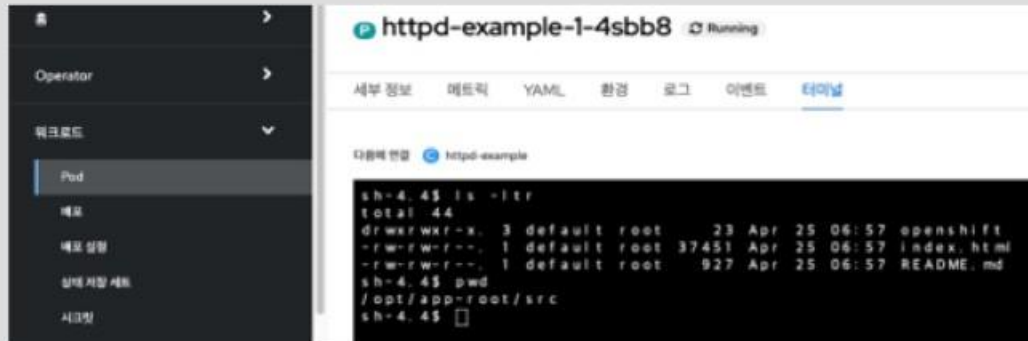 홈
Operator
워크로드
Pod
배포
배포 설정
상태 저장 세트
시크릿
P httpd-example-1-4sbb8 Running
세부 정보 메트릭 YAML 환경 로그 이벤트 터미널
다음에 연결 C httpd-example
sh-4.4$ ls -ltr
total 44
drwxrwxr-x. 3 default root 23 Apr 25 06:57 openshift
-rw-rw-r--. 1 default root 37451 Apr 25 06:57 index.html
-rw-rw-r--. 1 default root 927 Apr 25 06:57 README.md
sh-4.4$ pwd
/opt/app-root/src
sh-4.4$